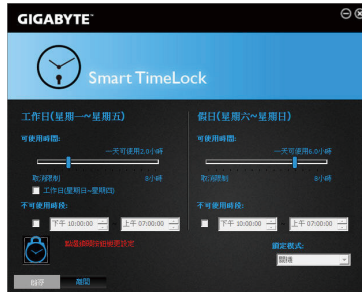 GIGABYTE™
Smart TimeLock
工作日(星期一~星期五)
可使用時間:
一天可使用2.0小時
取消限制 8小時
工作日(星期日~星期四)
不可使用時段:
下午 10:00:00 ~ 上午 07:00:00
假日(星期六~星期日)
可使用時間:
一天可使用6.0小時
取消限制 8小時
不可使用時段:
下午 10:00:00 ~ 上午 07:00:00
點選鎖頭
鎖定模式:
關機
儲存 離開